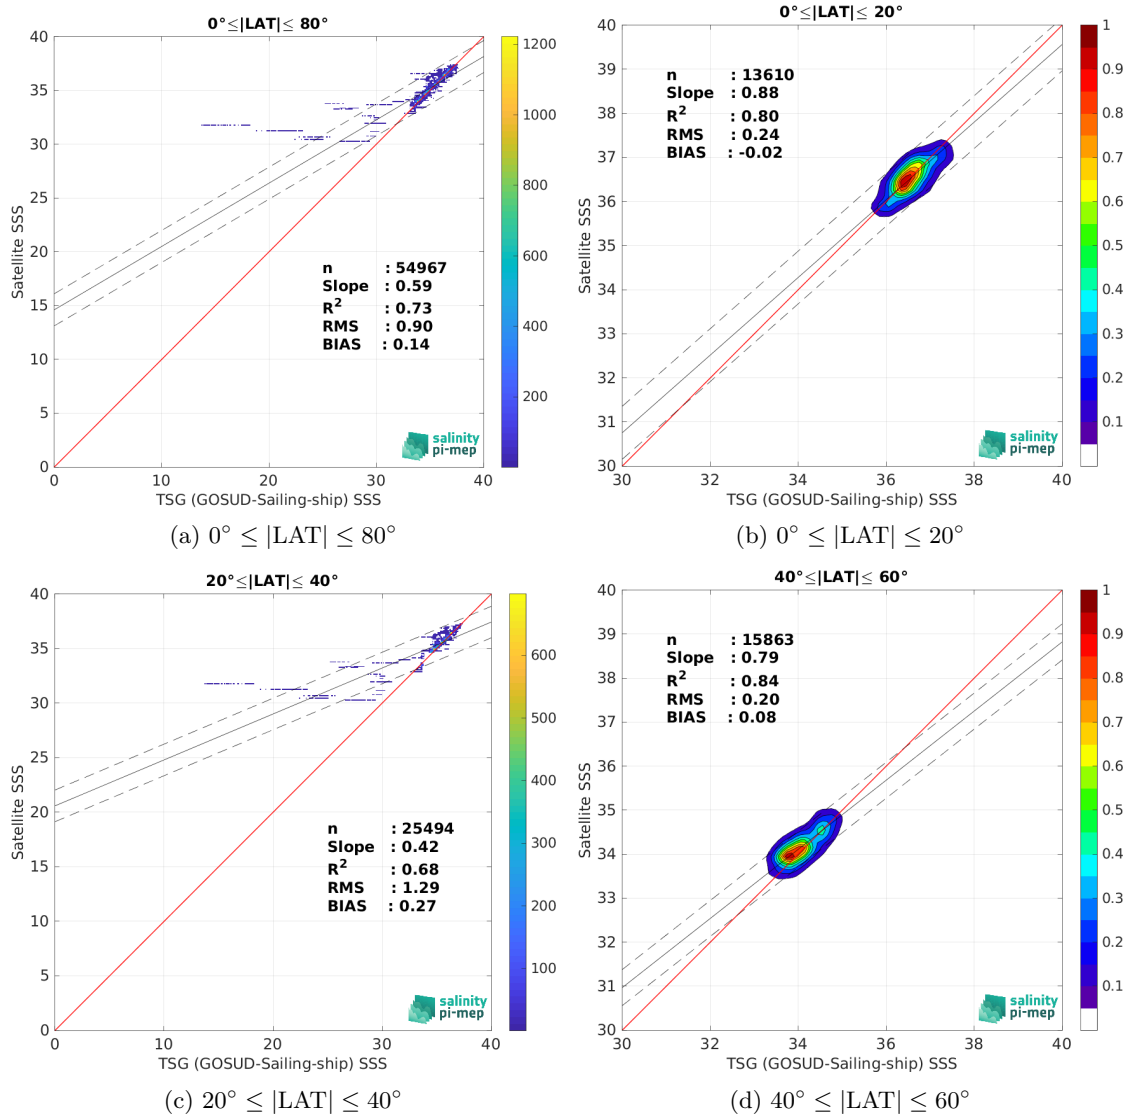 0°≤|LAT|≤ 80°
40
35
30
25
20
15
10
5
0
Satellite SSS
n : 54967
Slope : 0.59
R² : 0.73
RMS : 0.90
BIAS : 0.14
salinity
pi-mep
0 10 20 30 40
TSG (GOSUD-Sailing-ship) SSS
1200
1000
800
600
400
200
(a) 0° ≤ |LAT| ≤ 80°
0°≤|LAT|≤ 20°
40
39
38
37
36
35
34
33
32
31
30
Satellite SSS
n : 13610
Slope : 0.88
R² : 0.80
RMS : 0.24
BIAS : -0.02
salinity
pi-mep
30 32 34 36 38 40
TSG (GOSUD-Sailing-ship) SSS
1
0.9
0.8
0.7
0.6
0.5
0.4
0.3
0.2
0.1
(b) 0° ≤ |LAT| ≤ 20°
20°≤|LAT|≤ 40°
40
35
30
25
20
15
10
5
0
Satellite SSS
n : 25494
Slope : 0.42
R² : 0.68
RMS : 1.29
BIAS : 0.27
salinity
pi-mep
0 10 20 30 40
TSG (GOSUD-Sailing-ship) SSS
600
500
400
300
200
100
(c) 20° ≤ |LAT| ≤ 40°
40°≤|LAT|≤ 60°
40
39
38
37
36
35
34
33
32
31
30
Satellite SSS
n : 15863
Slope : 0.79
R² : 0.84
RMS : 0.20
BIAS : 0.08
salinity
pi-mep
30 32 34 36 38 40
TSG (GOSUD-Sailing-ship) SSS
1
0.9
0.8
0.7
0.6
0.5
0.4
0.3
0.2
0.1
(d) 40° ≤ |LAT| ≤ 60°